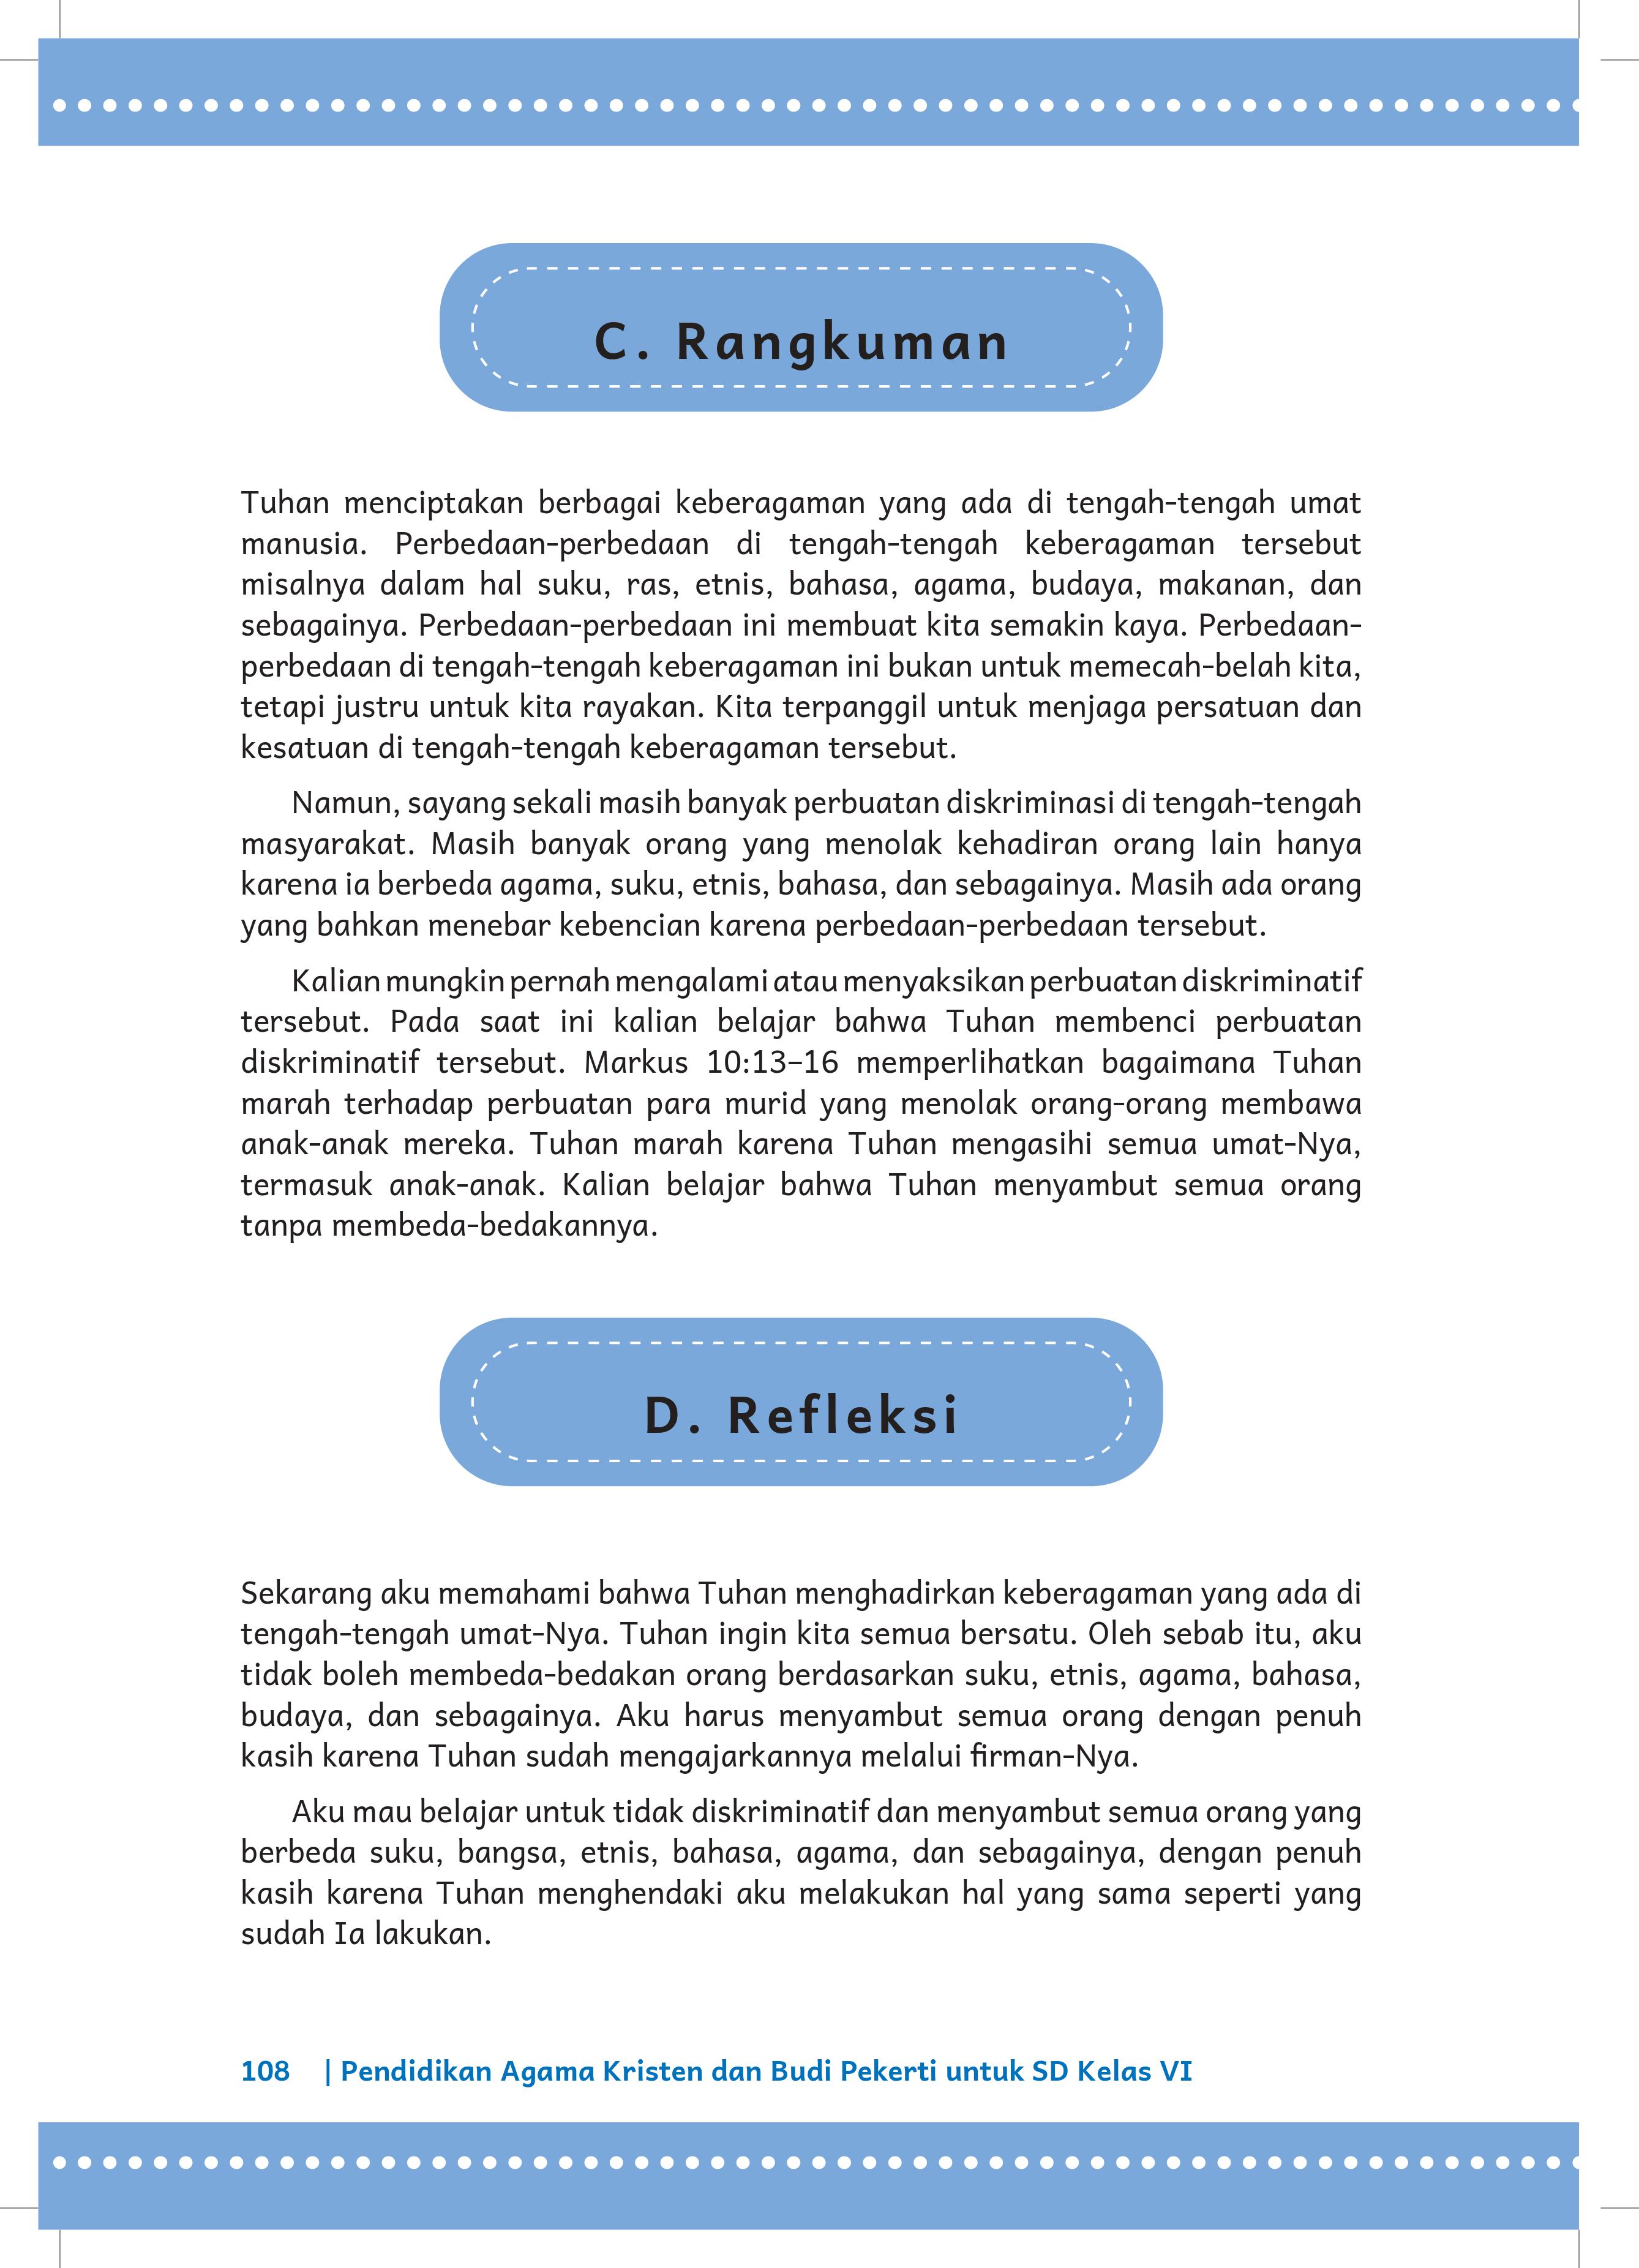 C. Rangkuman
Tuhan menciptakan berbagai keberagaman yang ada di tengah-tengah umat
manusia. Perbedaan-perbedaan di tengah-tengah keberagaman tersebut
misalnya dalam hal suku, ras, etnis, bahasa, agama, budaya, makanan, dan
sebagainya. Perbedaan-perbedaan ini membuat kita semakin kaya. Perbedaan-
perbedaan di tengah-tengah keberagaman ini bukan untuk memecah-belah kita,
tetapi justru untuk kita rayakan. Kita terpanggil untuk menjaga persatuan dan
kesatuan di tengah-tengah keberagaman tersebut.
Namun, sayang sekali masih banyak perbuatan diskriminasi di tengah-tengah
masyarakat. Masih banyak orang yang menolak kehadiran orang lain hanya
karena ia berbeda agama, suku, etnis, bahasa, dan sebagainya. Masih ada orang
yang bahkan menebar kebencian karena perbedaan-perbedaan tersebut.
Kalian mungkin pernah mengalami atau menyaksikan perbuatan diskriminatif
tersebut. Pada saat ini kalian belajar bahwa Tuhan membenci perbuatan
diskriminatif tersebut. Markus 10:13–16 memperlihatkan bagaimana Tuhan
marah terhadap perbuatan para murid yang menolak orang-orang membawa
anak-anak mereka. Tuhan marah karena Tuhan mengasihi semua umat-Nya,
termasuk anak-anak. Kalian belajar bahwa Tuhan menyambut semua orang
tanpa membeda-bedakannya.
D. Refleksi
Sekarang aku memahami bahwa Tuhan menghadirkan keberagaman yang ada di
tengah-tengah umat-Nya. Tuhan ingin kita semua bersatu. Oleh sebab itu, aku
tidak boleh membeda-bedakan orang berdasarkan suku, etnis, agama, bahasa,
budaya, dan sebagainya. Aku harus menyambut semua orang dengan penuh
kasih karena Tuhan sudah mengajarkannya melalui firman-Nya.
Aku mau belajar untuk tidak diskriminatif dan menyambut semua orang yang
berbeda suku, bangsa, etnis, bahasa, agama, dan sebagainya, dengan penuh
kasih karena Tuhan menghendaki aku melakukan hal yang sama seperti yang
sudah Ia lakukan.
108 | Pendidikan Agama Kristen dan Budi Pekerti untuk SD Kelas VI